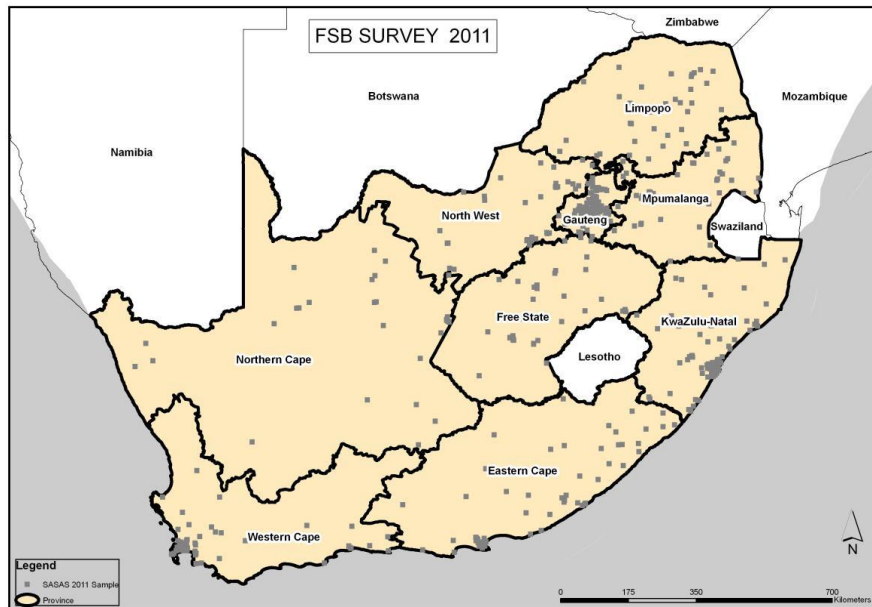 FSB SURVEY 2011
Zimbabwe
Botswana
Mozambique
Namibia
Limpopo
North West
Gauteng
Mpumalanga
Swaziland
Free State
KwaZulu-Natal
Northern Cape
Lesotho
Eastern Cape
Western Cape
N
Legend
SASAS 2011 Sample
Province
0 175 350 700
Kilometers